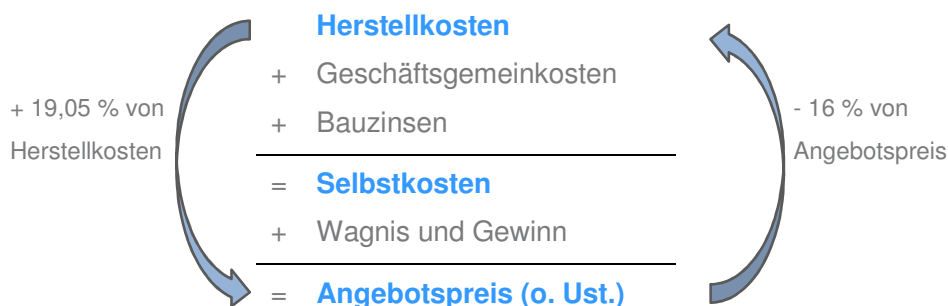 Herstellkosten
+ Geschäftsgemeinkosten
+ 19,05 % von
Herstellkosten
- 16 % von
Angebotspreis
+ Bauzinsen
= Selbstkosten
+ Wagnis und Gewinn
= Angebotspreis (o. Ust.)